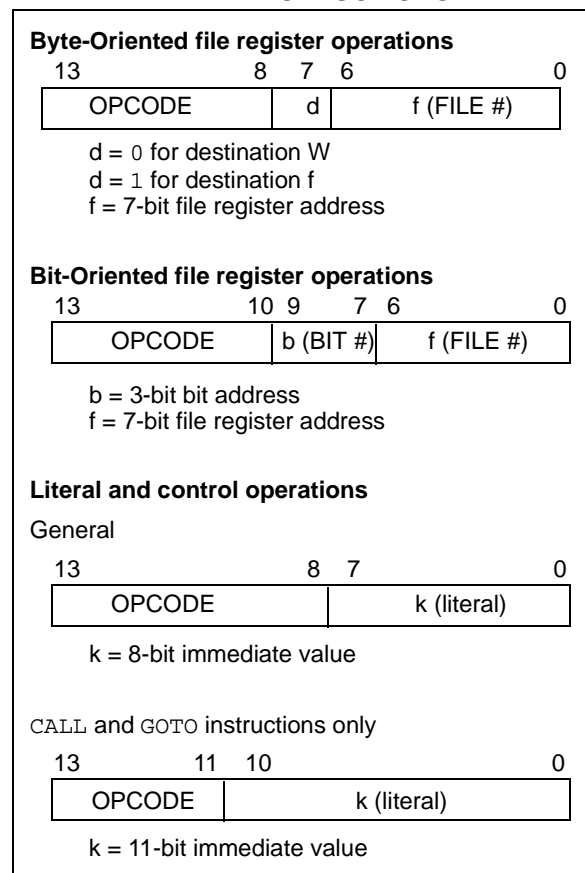 Byte-Oriented file register operations
13 8 7 6 0
OPCODE d f (FILE #)
d = 0 for destination W
d = 1 for destination f
f = 7-bit file register address
Bit-Oriented file register operations
13 10 9 7 6 0
OPCODE b (BIT #) f (FILE #)
b = 3-bit bit address
f = 7-bit file register address
Literal and control operations
General
13 8 7 0
OPCODE k (literal)
k = 8-bit immediate value
CALL and GOTO instructions only
13 11 10 0
OPCODE k (literal)
k = 11-bit immediate value